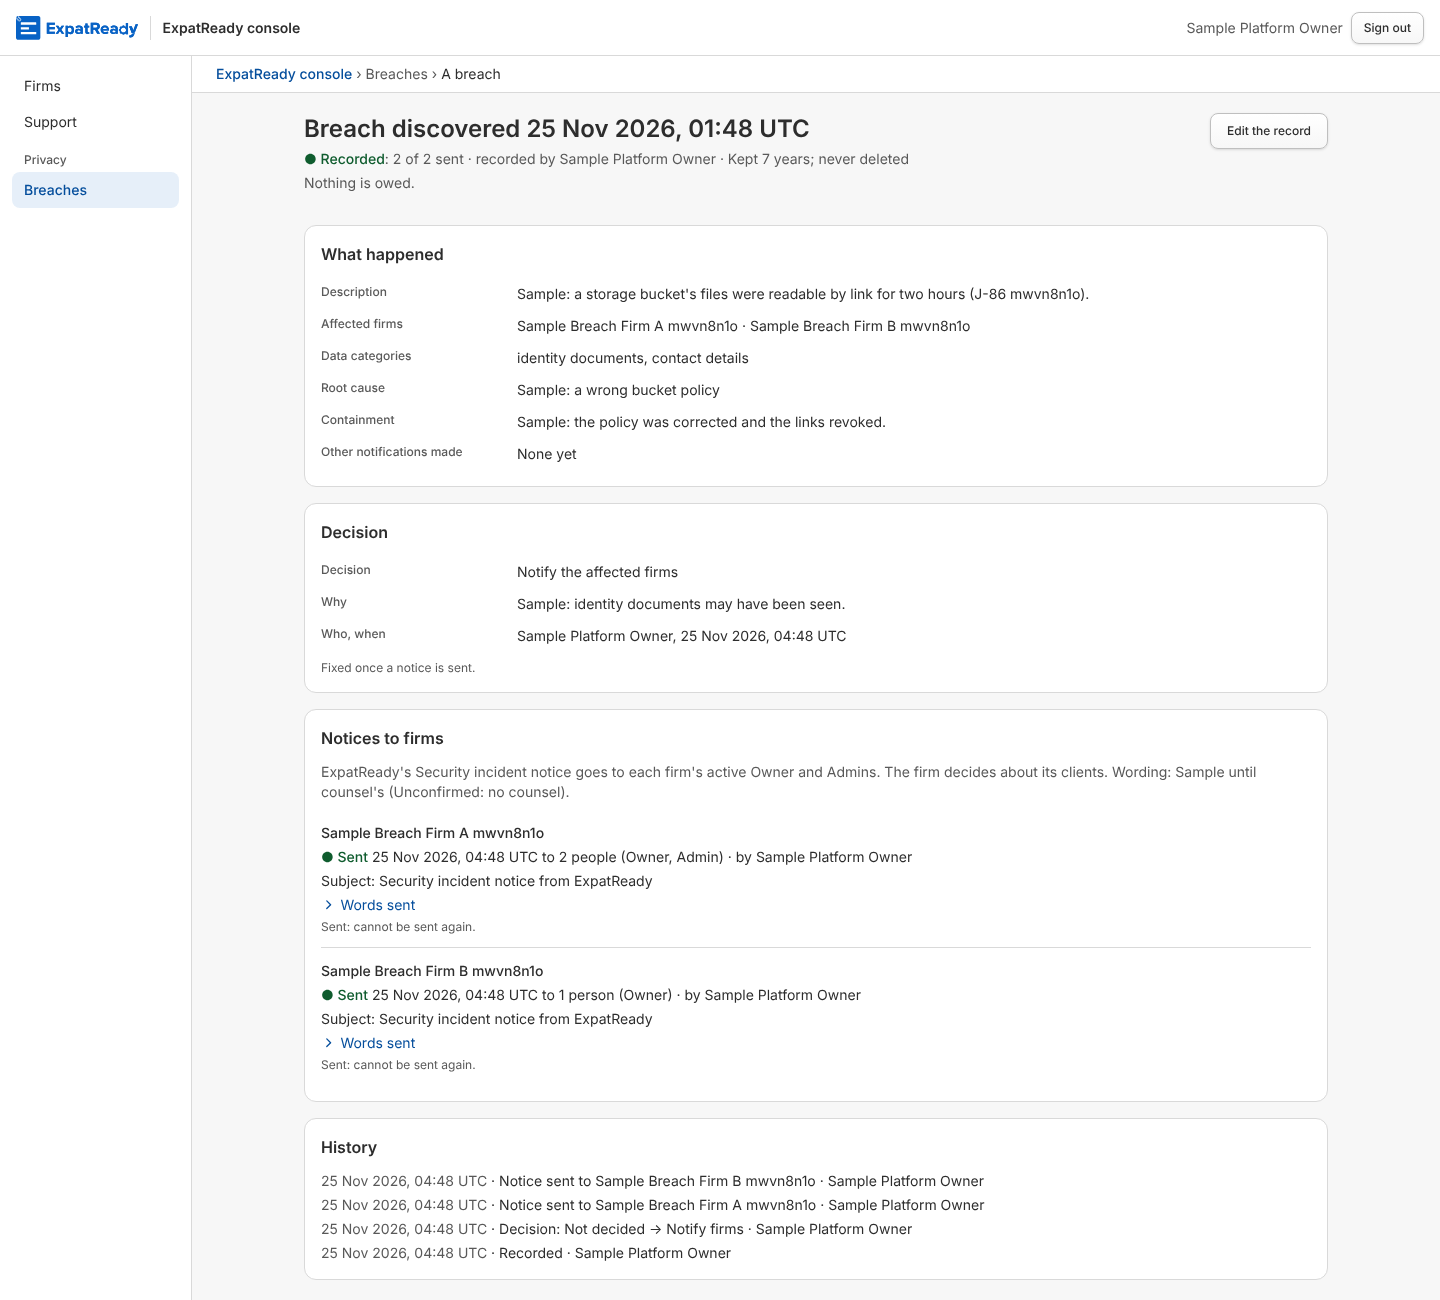 ExpatReady
ExpatReady console
Sample Platform Owner
Sign out
Firms
Support
Privacy
Breaches
ExpatReady console › Breaches › A breach
Breach discovered 25 Nov 2026, 01:48 UTC
Edit the record
Recorded: 2 of 2 sent · recorded by Sample Platform Owner · Kept 7 years; never deleted
Nothing is owed.
What happened
Description
Sample: a storage bucket's files were readable by link for two hours (J-86 mwvn8n1o).
Affected firms
Sample Breach Firm A mwvn8n1o · Sample Breach Firm B mwvn8n1o
Data categories
identity documents, contact details
Root cause
Sample: a wrong bucket policy
Containment
Sample: the policy was corrected and the links revoked.
Other notifications made
None yet
Decision
Decision
Notify the affected firms
Why
Sample: identity documents may have been seen.
Who, when
Sample Platform Owner, 25 Nov 2026, 04:48 UTC
Fixed once a notice is sent.
Notices to firms
ExpatReady's Security incident notice goes to each firm's active Owner and Admins. The firm decides about its clients. Wording: Sample until
counsel's (Unconfirmed: no counsel).
Sample Breach Firm A mwvn8n1o
Sent 25 Nov 2026, 04:48 UTC to 2 people (Owner, Admin) · by Sample Platform Owner
Subject: Security incident notice from ExpatReady
Words sent
Sent: cannot be sent again.
Sample Breach Firm B mwvn8n1o
Sent 25 Nov 2026, 04:48 UTC to 1 person (Owner) · by Sample Platform Owner
Subject: Security incident notice from ExpatReady
Words sent
Sent: cannot be sent again.
History
25 Nov 2026, 04:48 UTC · Notice sent to Sample Breach Firm B mwvn8n1o · Sample Platform Owner
25 Nov 2026, 04:48 UTC · Notice sent to Sample Breach Firm A mwvn8n1o · Sample Platform Owner
25 Nov 2026, 04:48 UTC · Decision: Not decided → Notify firms · Sample Platform Owner
25 Nov 2026, 04:48 UTC · Recorded · Sample Platform Owner